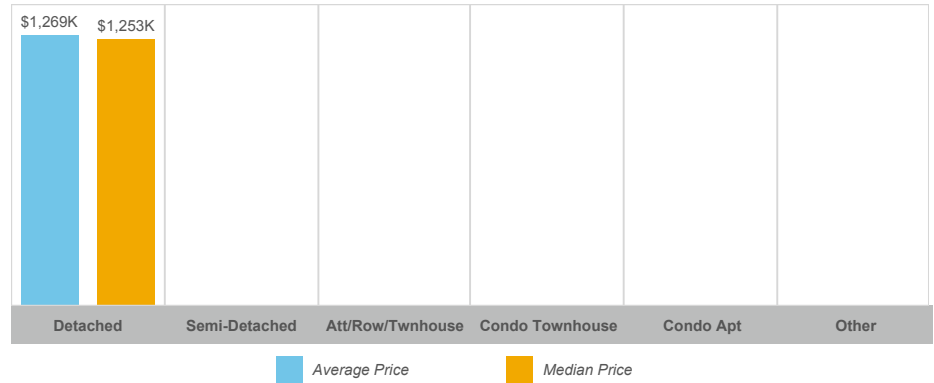 $1,269K
$1,253K
Detached Semi-Detached Att/Row/Twnhouse Condo Townhouse Condo Apt Other
Average Price Median Price